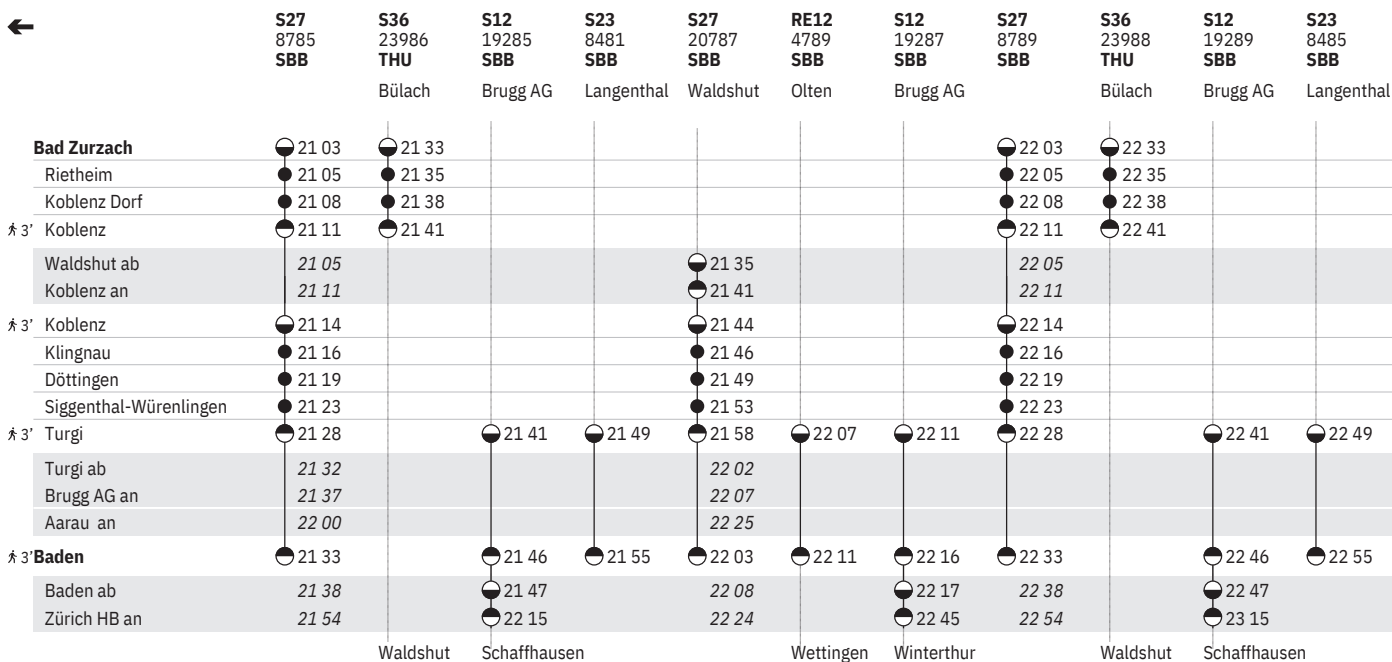 S27 S36 S12 S23 S27 RE12 S12 S27 S36 S12 S23
8785 23986 19285 8481 20787 4789 19287 8789 23988 19289 8485
SBB THU SBB SBB SBB SBB SBB SBB THU SBB SBB
Bülach Brugg AG Langenthal Waldshut Olten Brugg AG Bülach Brugg AG Langenthal
Bad Zurzach 21 03 21 33 22 03 22 33
Rietheim 21 05 21 35 22 05 22 35
Koblenz Dorf 21 08 21 38 22 08 22 38
3' Koblenz 21 11 21 41 22 11 22 41
Waldshut ab 21 05 21 35 22 05
Koblenz an 21 11 21 41 22 11
3' Koblenz 21 14 21 44 22 14
Klingnau 21 16 21 46 22 16
Döttingen 21 19 21 49 22 19
Siggenthal-Würenlingen 21 23 21 53 22 23
3' Turgi 21 28 21 41 21 49 21 58 22 07 22 11 22 28 22 41 22 49
Turgi ab 21 32 22 02
Brugg AG an 21 37 22 07
Aarau an 22 00 22 25
3' Baden 21 33 21 46 21 55 22 03 22 11 22 16 22 33 22 46 22 55
Baden ab 21 38 21 47 22 08 22 17 22 38 22 47
Zürich HB an 21 54 22 15 22 24 22 45 22 54 23 15
Waldshut Schaffhausen Wettingen Winterthur Waldshut Schaffhausen